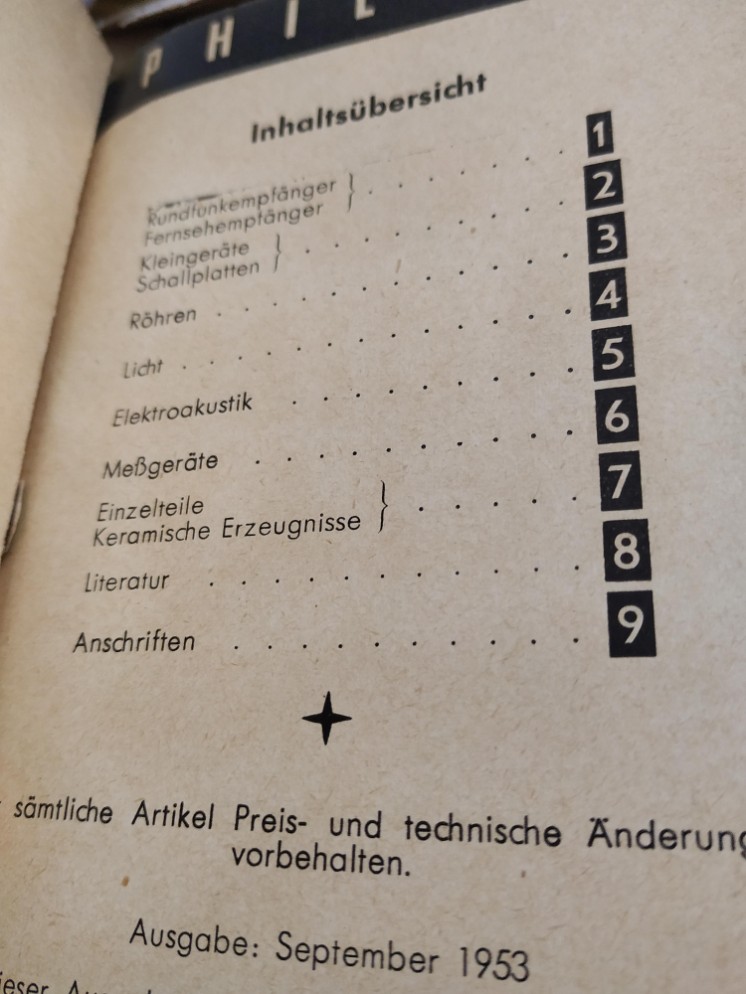 PHIL
Inhaltsübersicht
Rundfunkempfänger
Fernsehempfänger } . . . . . 1
Kleingeräte
Schallplatten } . . . . . . . 2
Röhren . . . . . . . . . 3
Licht . . . . . . . . . . 4
Elektroakustik . . . . . . . 5
Meßgeräte . . . . . . . . 6
Einzelteile
Keramische Erzeugnisse } . . . . . 7
Literatur . . . . . . . . . 8
Anschriften . . . . . . . . 9
sämtliche Artikel Preis- und technische Änderung
vorbehalten.
Ausgabe: September 1953